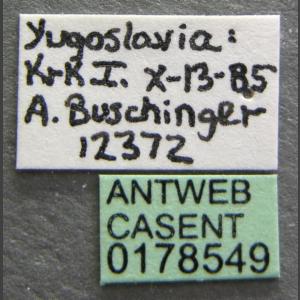 Yugoslavia:
KrK I. X-13-85
A. Buschinger
12372
ANTWEB
CASENT
0178549